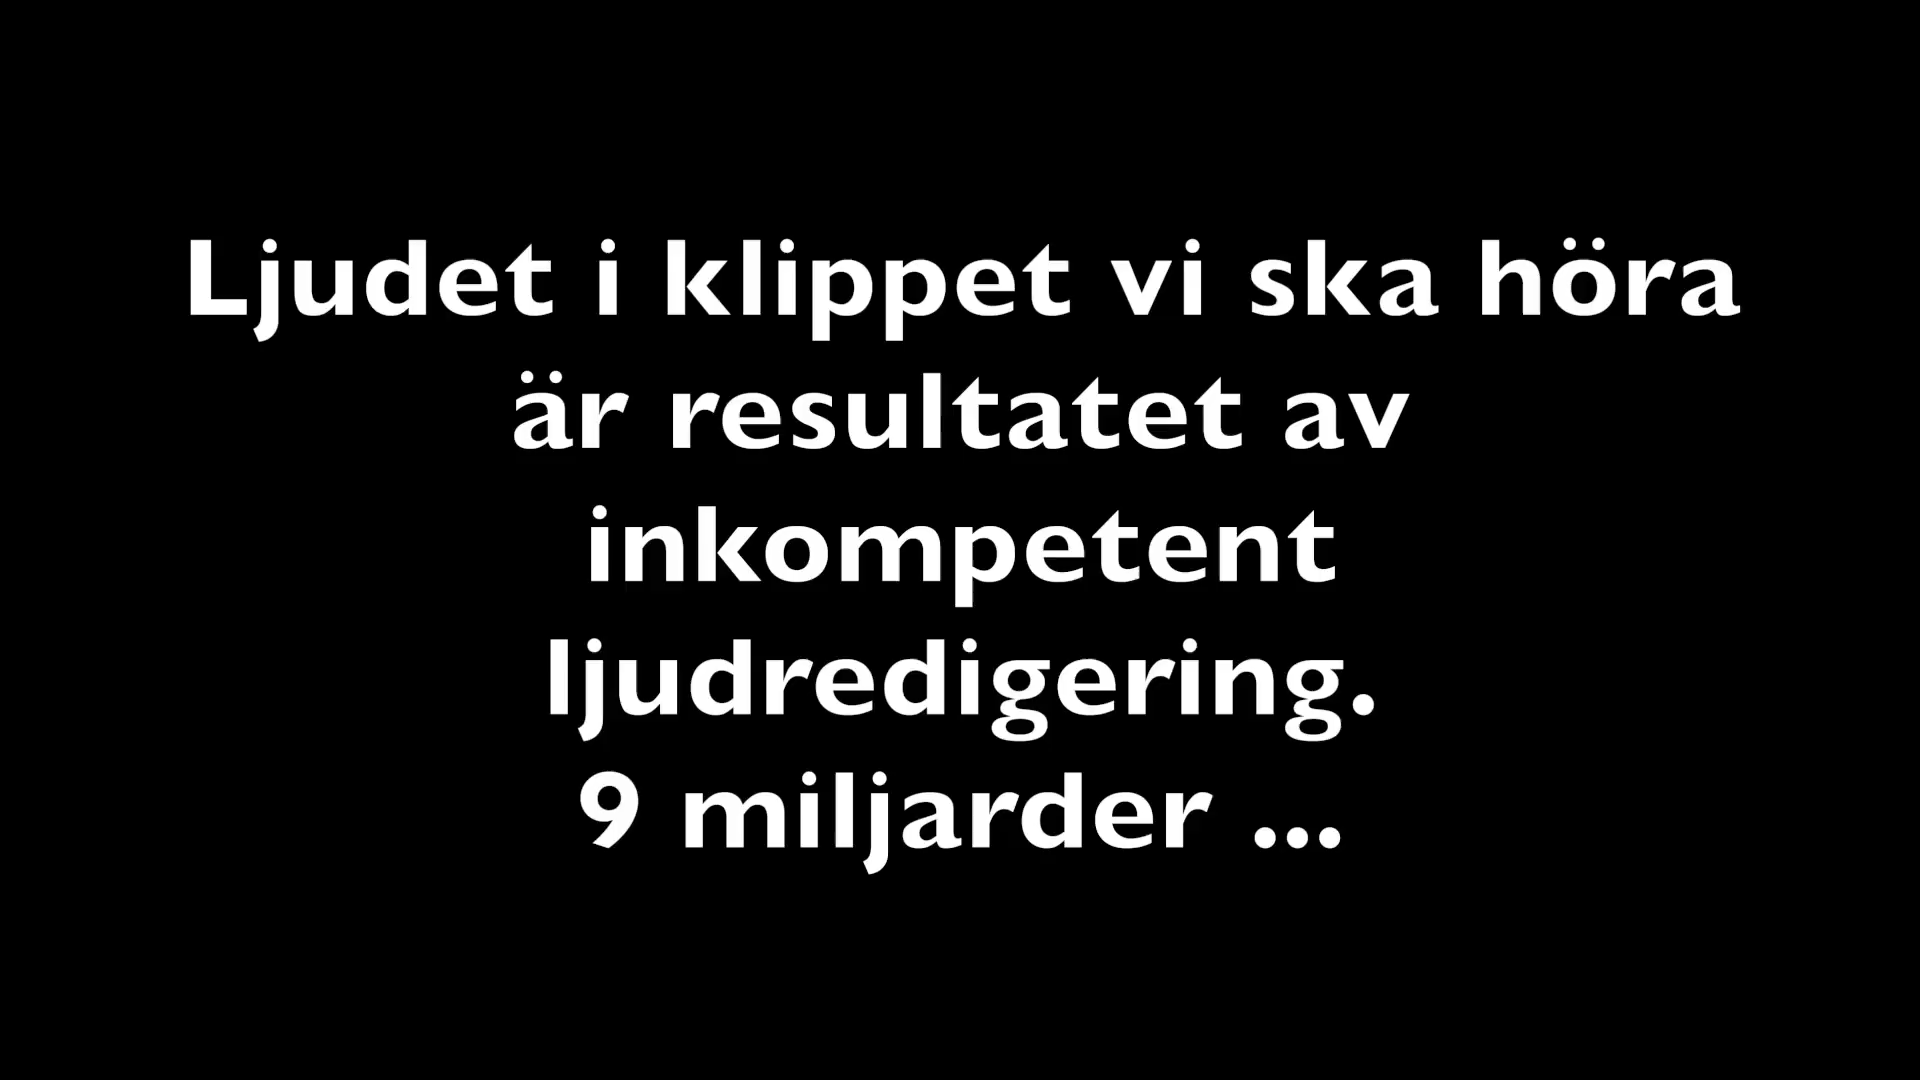 Ljudet i klippet vi ska höra
är resultatet av
inkompetent
ljudredigering.
9 miljarder ...